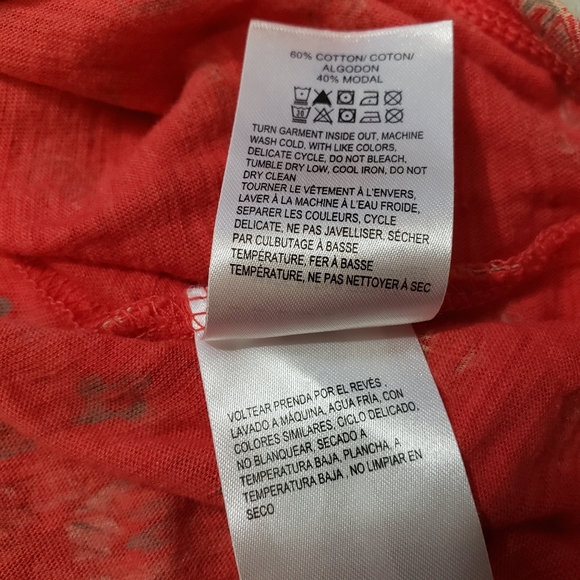 60% COTTON/ COTON/
ALGODON
40% MODAL
TURN GARMENT INSIDE OUT, MACHINE
WASH COLD, WITH LIKE COLORS,
DELICATE CYCLE, DO NOT BLEACH,
TUMBLE DRY LOW, COOL IRON, DO NOT
DRY CLEAN
TOURNER LE VÊTEMENT À L'ENVERS,
LAVER À LA MACHINE À L'EAU FROIDE,
SEPARER LES COULEURS, CYCLE
DELICATE, NE PAS JAVELLISER, SÉCHER
PAR CULBUTAGE À BASSE
TEMPÉRATURE, FER À BASSE
TEMPÉRATURE, NE PAS NETTOYER À SEC
VOLTEAR PRENDA POR EL REVÉS ,
LAVADO A MÁQUINA, AGUA FRÍA, CON
COLORES SIMILARES, CICLO DELICADO,
NO BLANQUEAR, SECADO A
TEMPERATURA BAJA, PLANCHA, A
TEMPERATURA BAJA , NO LIMPIAR EN
SECO